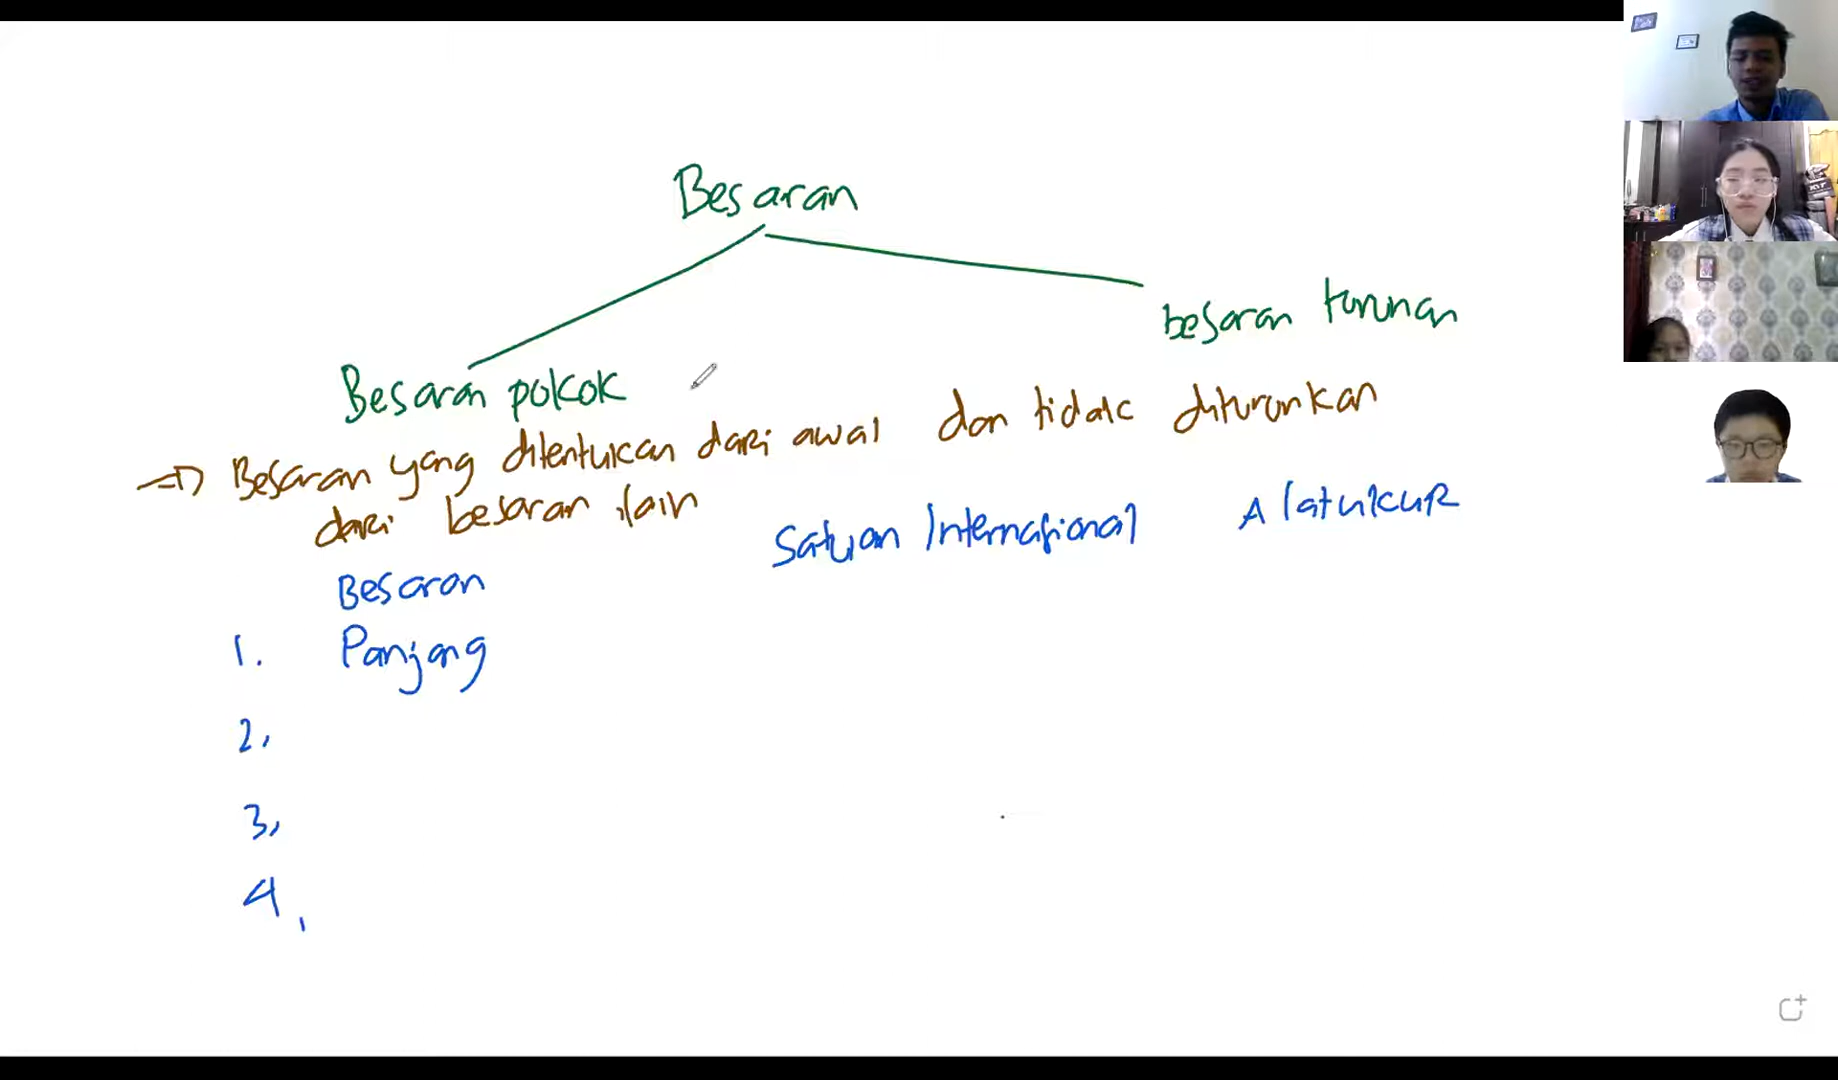 Besaran
besaran turunan
Besaran pokok
⇒ Besaran yang ditentukan dari awal dan tidak diturunkan
dari besaran lain
Besaran Satuan Internasional Alat ukur
1. Panjang
2.
3.
4.